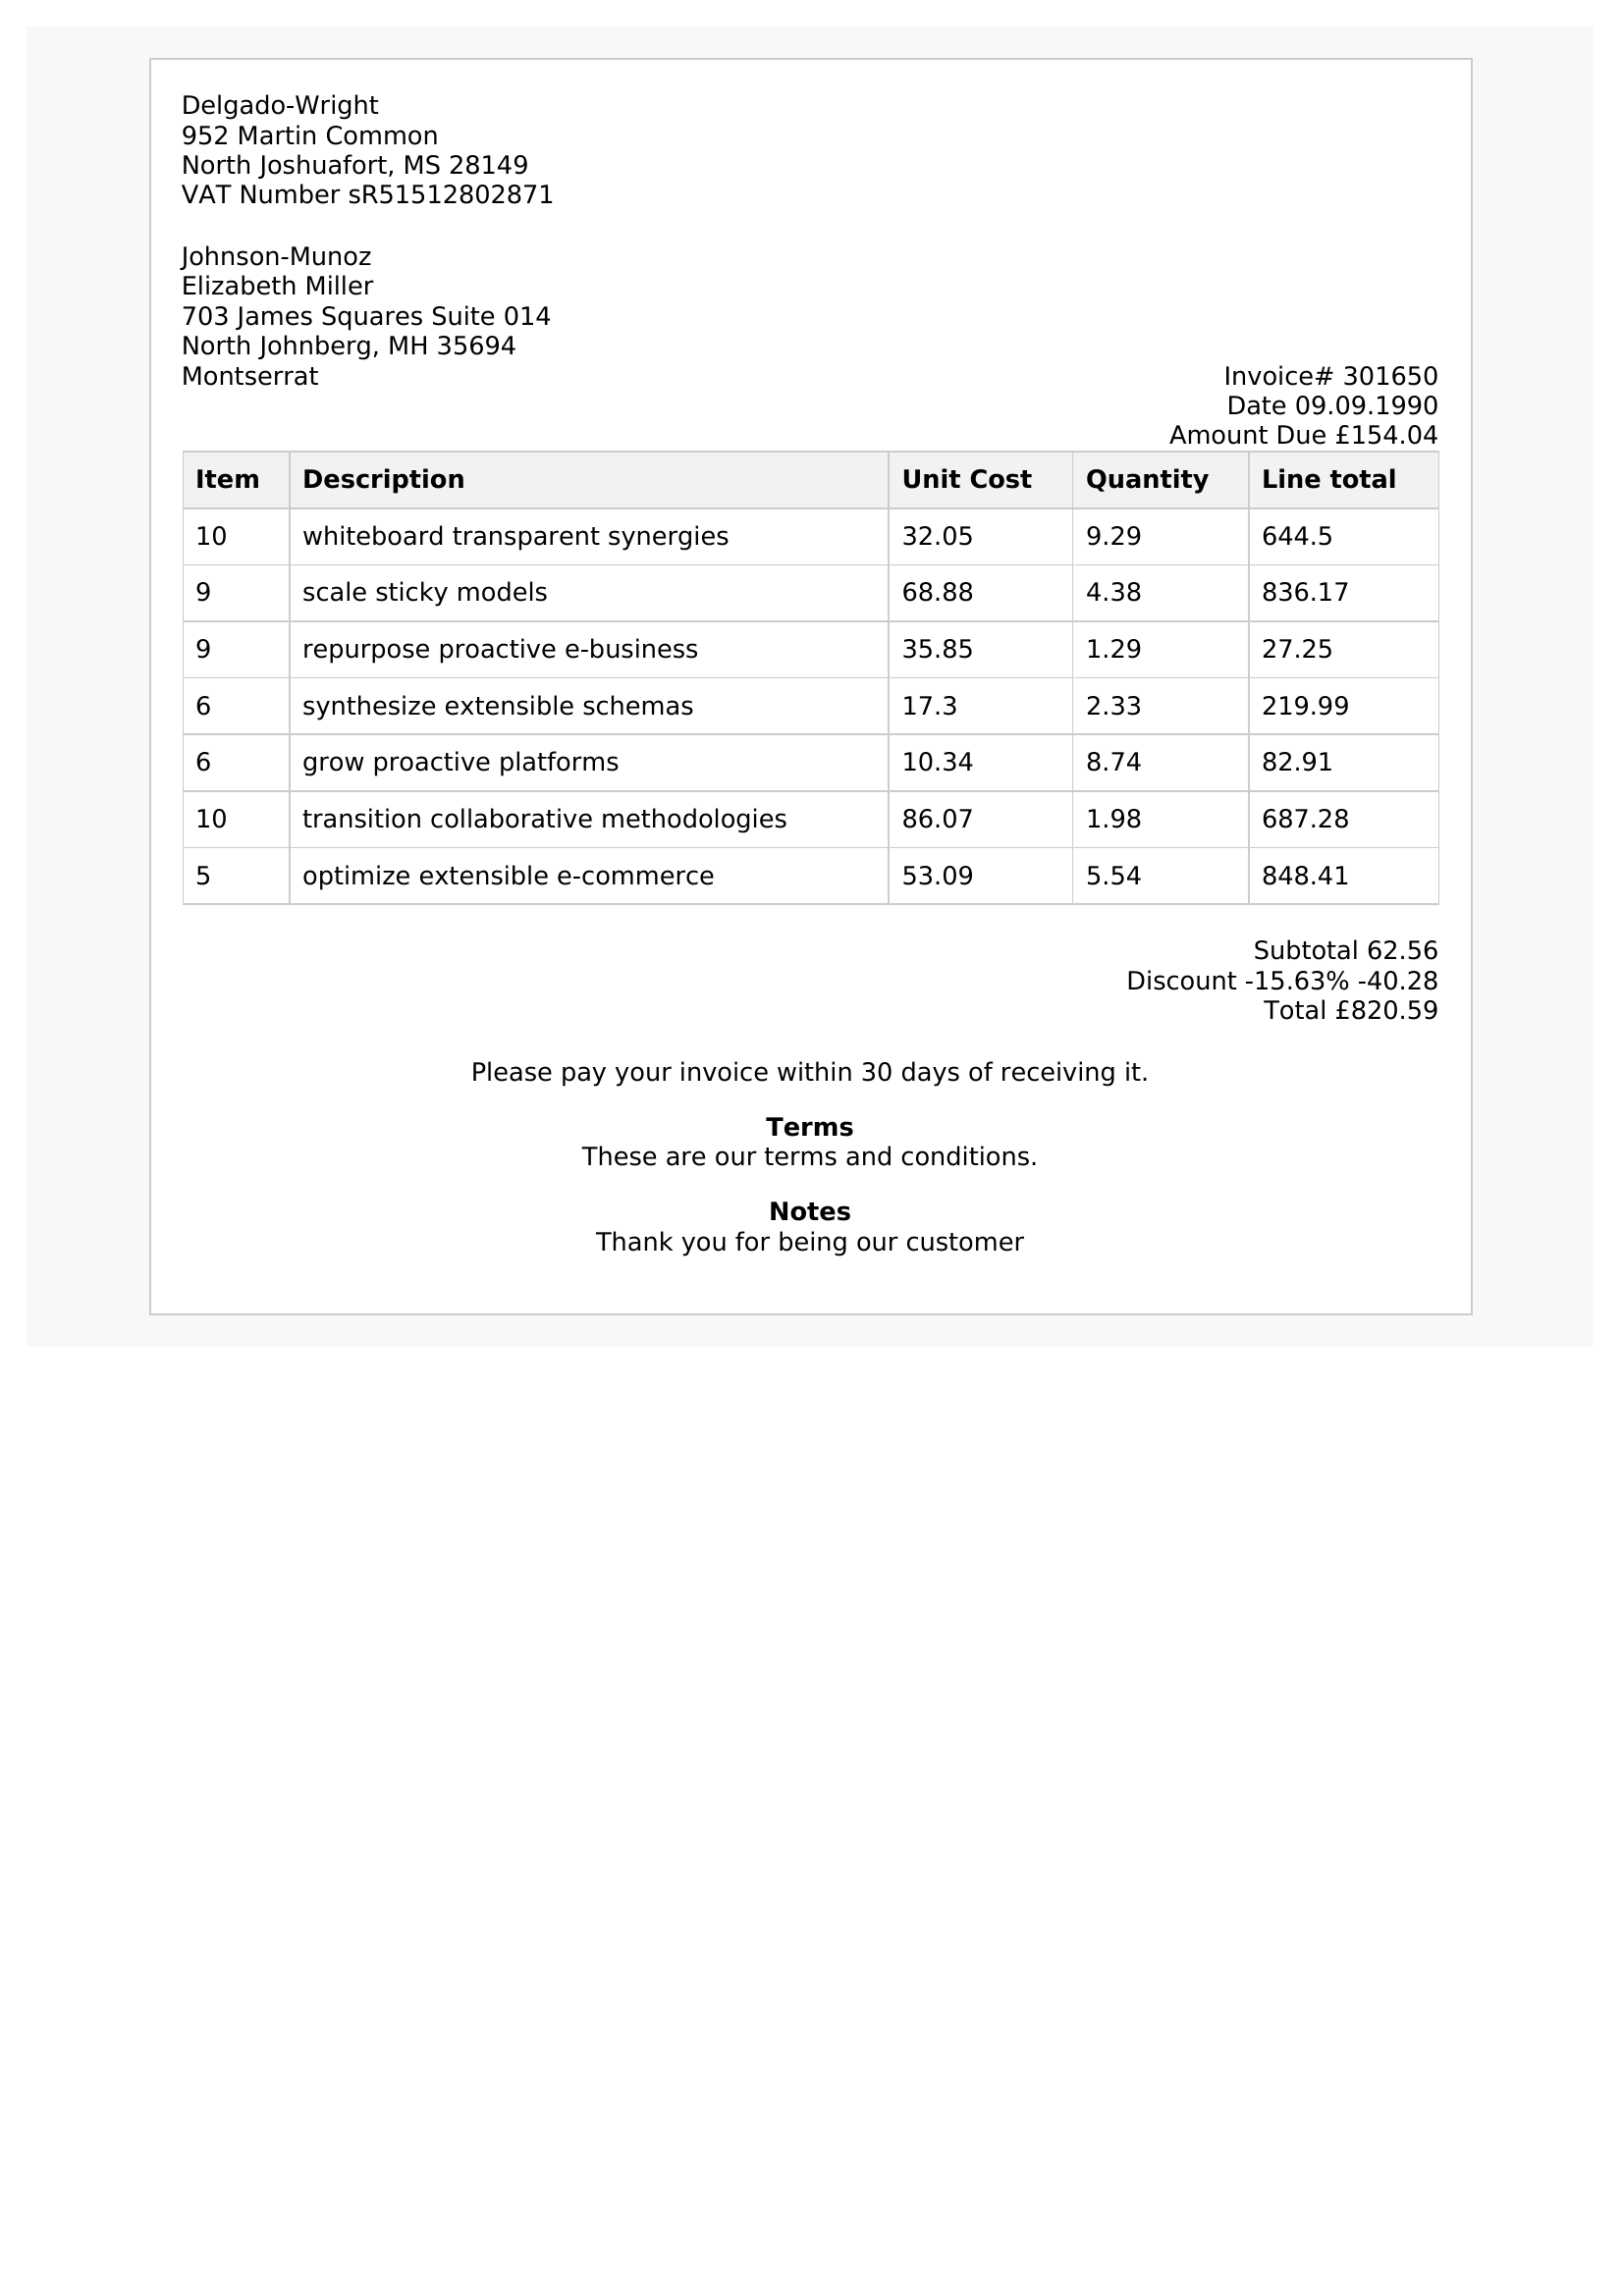 Delgado-Wright
952 Martin Common
North Joshuafort, MS 28149
VAT Number sR51512802871
Johnson-Munoz
Elizabeth Miller
703 James Squares Suite 014
North Johnberg, MH 35694
Montserrat
Invoice# 301650
Date 09.09.1990
Amount Due £154.04
Item Description Unit Cost Quantity Line total
10 whiteboard transparent synergies 32.05 9.29 644.5
9 scale sticky models 68.88 4.38 836.17
9 repurpose proactive e-business 35.85 1.29 27.25
6 synthesize extensible schemas 17.3 2.33 219.99
6 grow proactive platforms 10.34 8.74 82.91
10 transition collaborative methodologies 86.07 1.98 687.28
5 optimize extensible e-commerce 53.09 5.54 848.41
Subtotal 62.56
Discount -15.63% -40.28
Total £820.59
Please pay your invoice within 30 days of receiving it.
Terms
These are our terms and conditions.
Notes
Thank you for being our customer